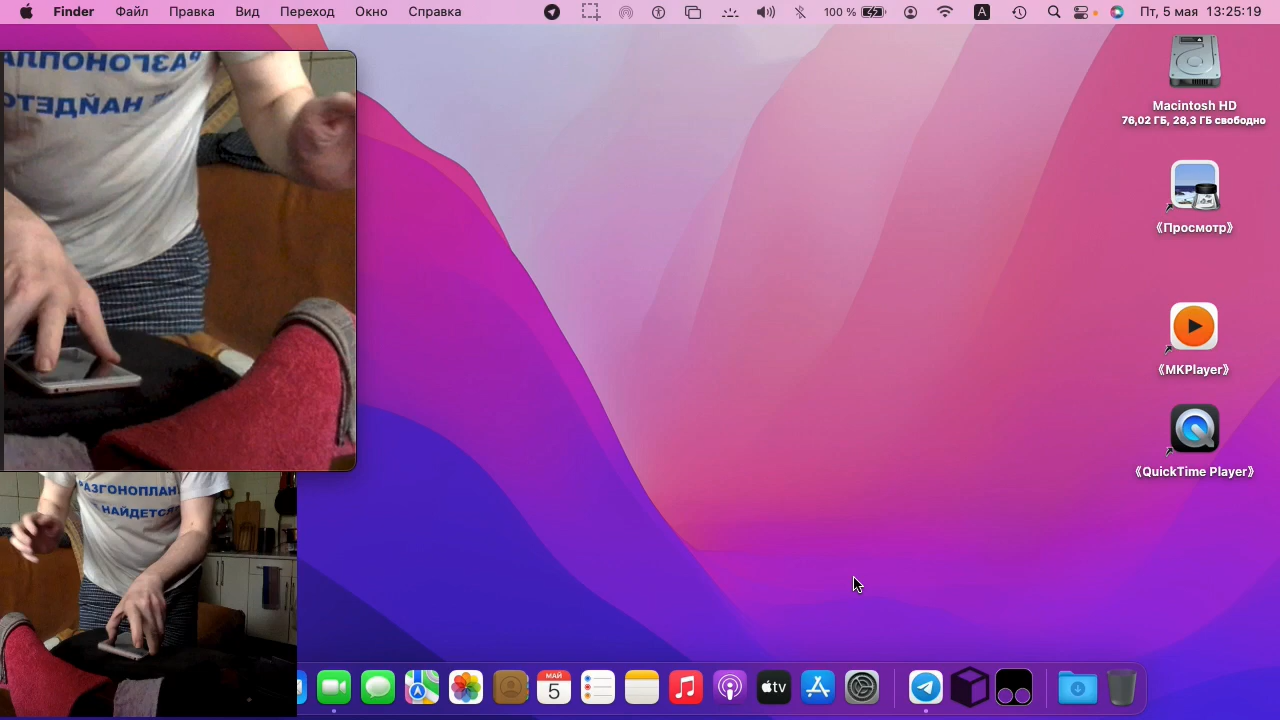 Finder Файл Правка Вид Переход Окно Справка 100 % A Пт, 5 мая 13:25:19
Macintosh HD
76,02 ГБ, 28,3 ГБ свободно
《Просмотр》
《MKPlayer》
《QuickTime Player》
АЗГОНОПЛАН
НАЙДЕТСЯ
МАЙ
5
tv